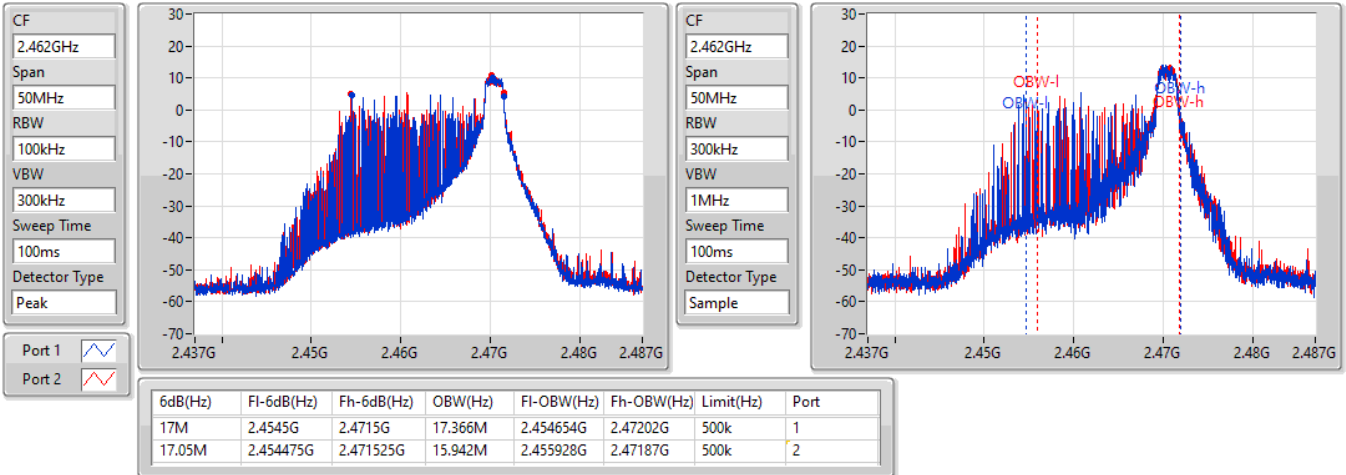 CF
2.462GHz
Span
50MHz
RBW
100kHz
VBW
300kHz
Sweep Time
100ms
Detector Type
Peak
30
20
10
0
-10
-20
-30
-40
-50
-60
-70
2.437G 2.45G 2.46G 2.47G 2.48G 2.487G
CF
2.462GHz
Span
50MHz
RBW
300kHz
VBW
1MHz
Sweep Time
100ms
Detector Type
Sample
30
20
10
0
-10
-20
-30
-40
-50
-60
-70
OBW-l
OBW-l
OBW-h
OBW-h
2.437G 2.45G 2.46G 2.47G 2.48G 2.487G
Port 1
Port 2
6dB(Hz) Fl-6dB(Hz) Fh-6dB(Hz) OBW(Hz) Fl-OBW(Hz) Fh-OBW(Hz) Limit(Hz) Port
17M 2.4545G 2.4715G 17.366M 2.454654G 2.47202G 500k 1
17.05M 2.454475G 2.471525G 15.942M 2.455928G 2.47187G 500k 2